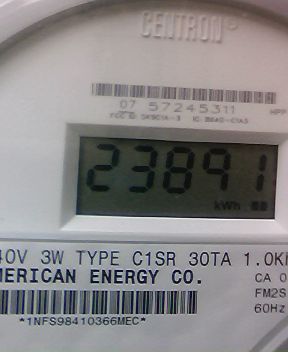 CENTRON®
07 57245311
23891
kWh
40V 3W TYPE C1SR 30TA 1.0K
MERICAN ENERGY CO.
CA 0
FM2S
60Hz
*1NFS98410366MEC*